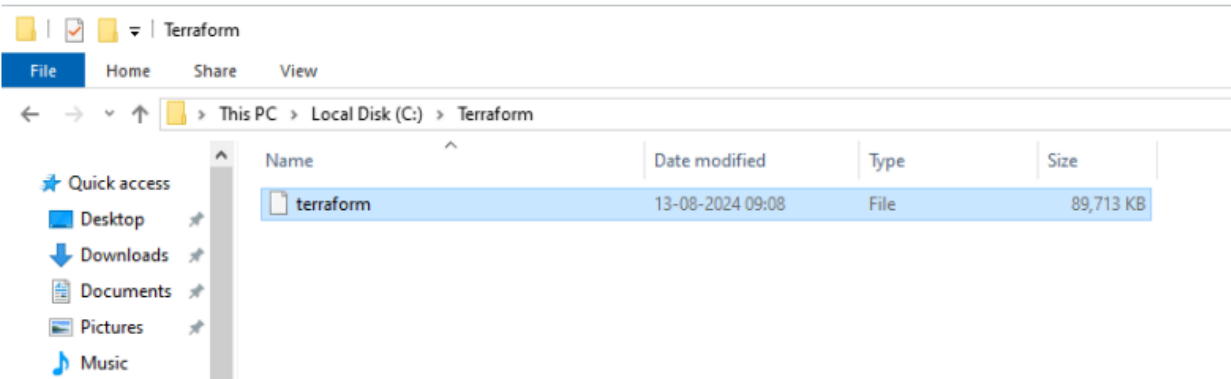 Terraform
File Home Share View
This PC > Local Disk (C:) > Terraform
Name Date modified Type Size
Quick access
terraform 13-08-2024 09:08 File 89,713 KB
Desktop
Downloads
Documents
Pictures
Music